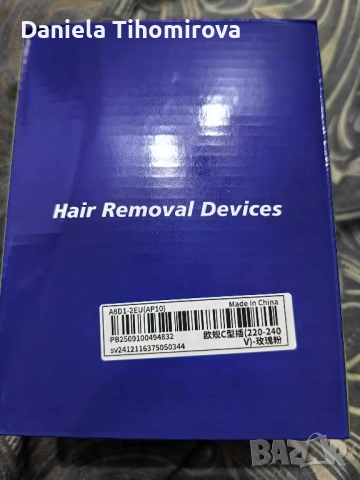 Daniela Tihomirova
Hair Removal Devices
A8D1-2EU(AP10) Made in China
PB2509100494832
sv2412116375050344
欧规C型插(220-240
V)-玫瑰粉
BAZAR